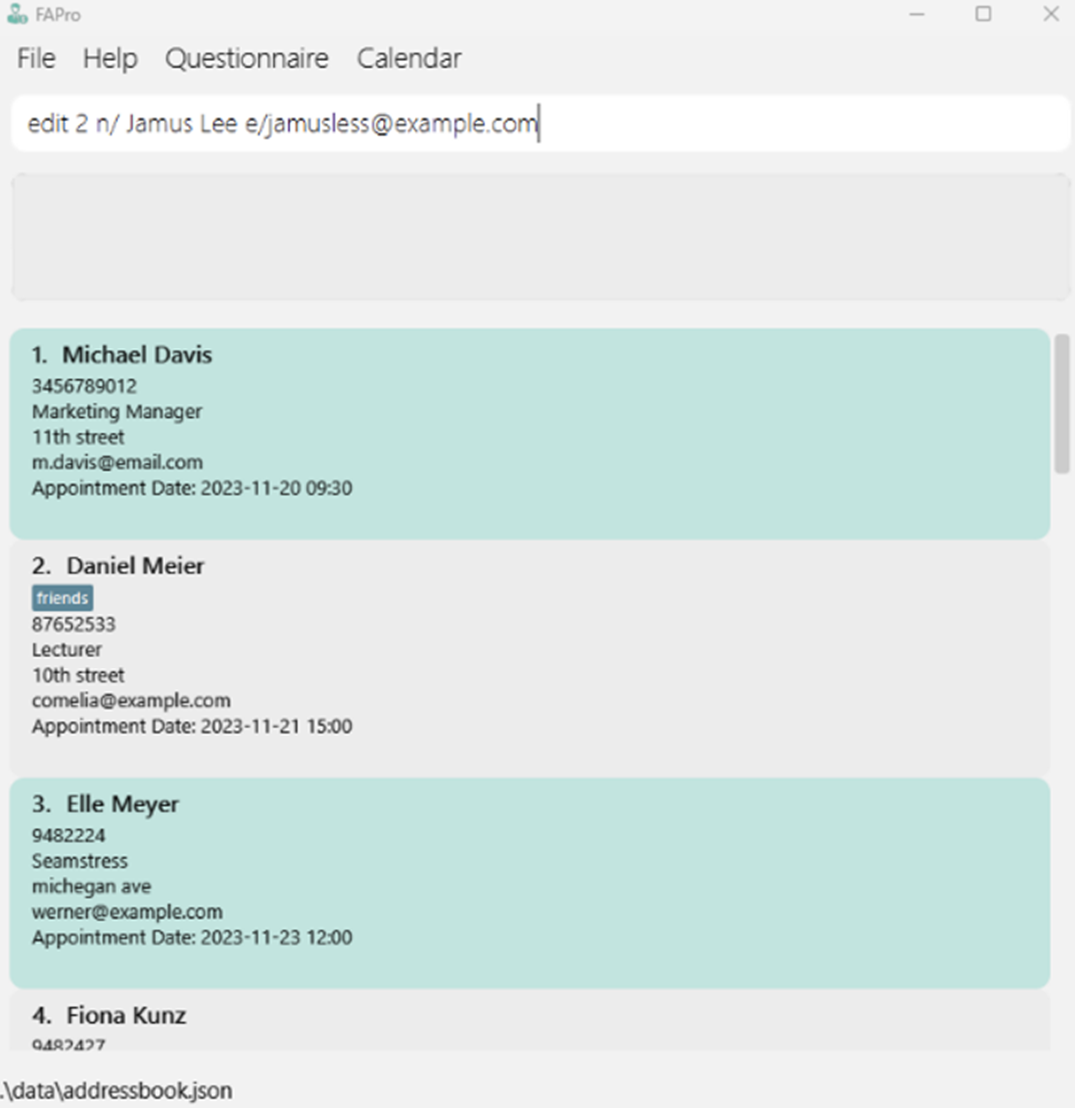 FAPro
File Help Questionnaire Calendar
edit 2 n/ Jamus Lee e/jamusless@example.com
1. Michael Davis
3456789012
Marketing Manager
11th street
m.davis@email.com
Appointment Date: 2023-11-20 09:30
2. Daniel Meier
friends
87652533
Lecturer
10th street
cornelia@example.com
Appointment Date: 2023-11-21 15:00
3. Elle Meyer
9482224
Seamstress
michegan ave
werner@example.com
Appointment Date: 2023-11-23 12:00
4. Fiona Kunz
9482427
.\data\addressbook.json